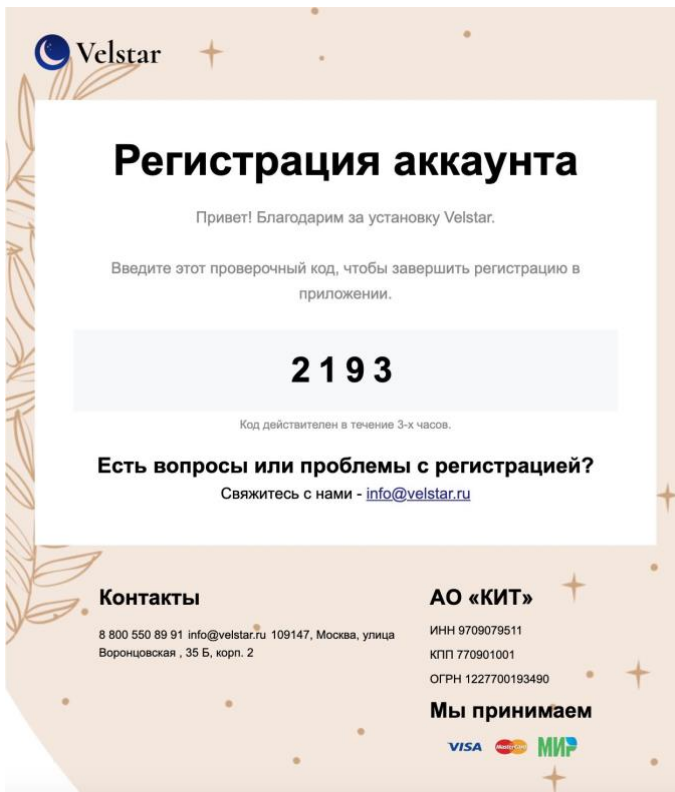 Velstar
Регистрация аккаунта
Привет! Благодарим за установку Velstar.
Введите этот проверочный код, чтобы завершить регистрацию в
приложении.
2193
Код действителен в течение 3-х часов.
Есть вопросы или проблемы с регистрацией?
Свяжитесь с нами - info@velstar.ru
Контакты
8 800 550 89 91 info@velstar.ru 109147, Москва, улица
Воронцовская , 35 Б, корп. 2
АО «КИТ»
ИНН 9709079511
КПП 770901001
ОГРН 1227700193490
Мы принимаем
VISA MasterCard МИР